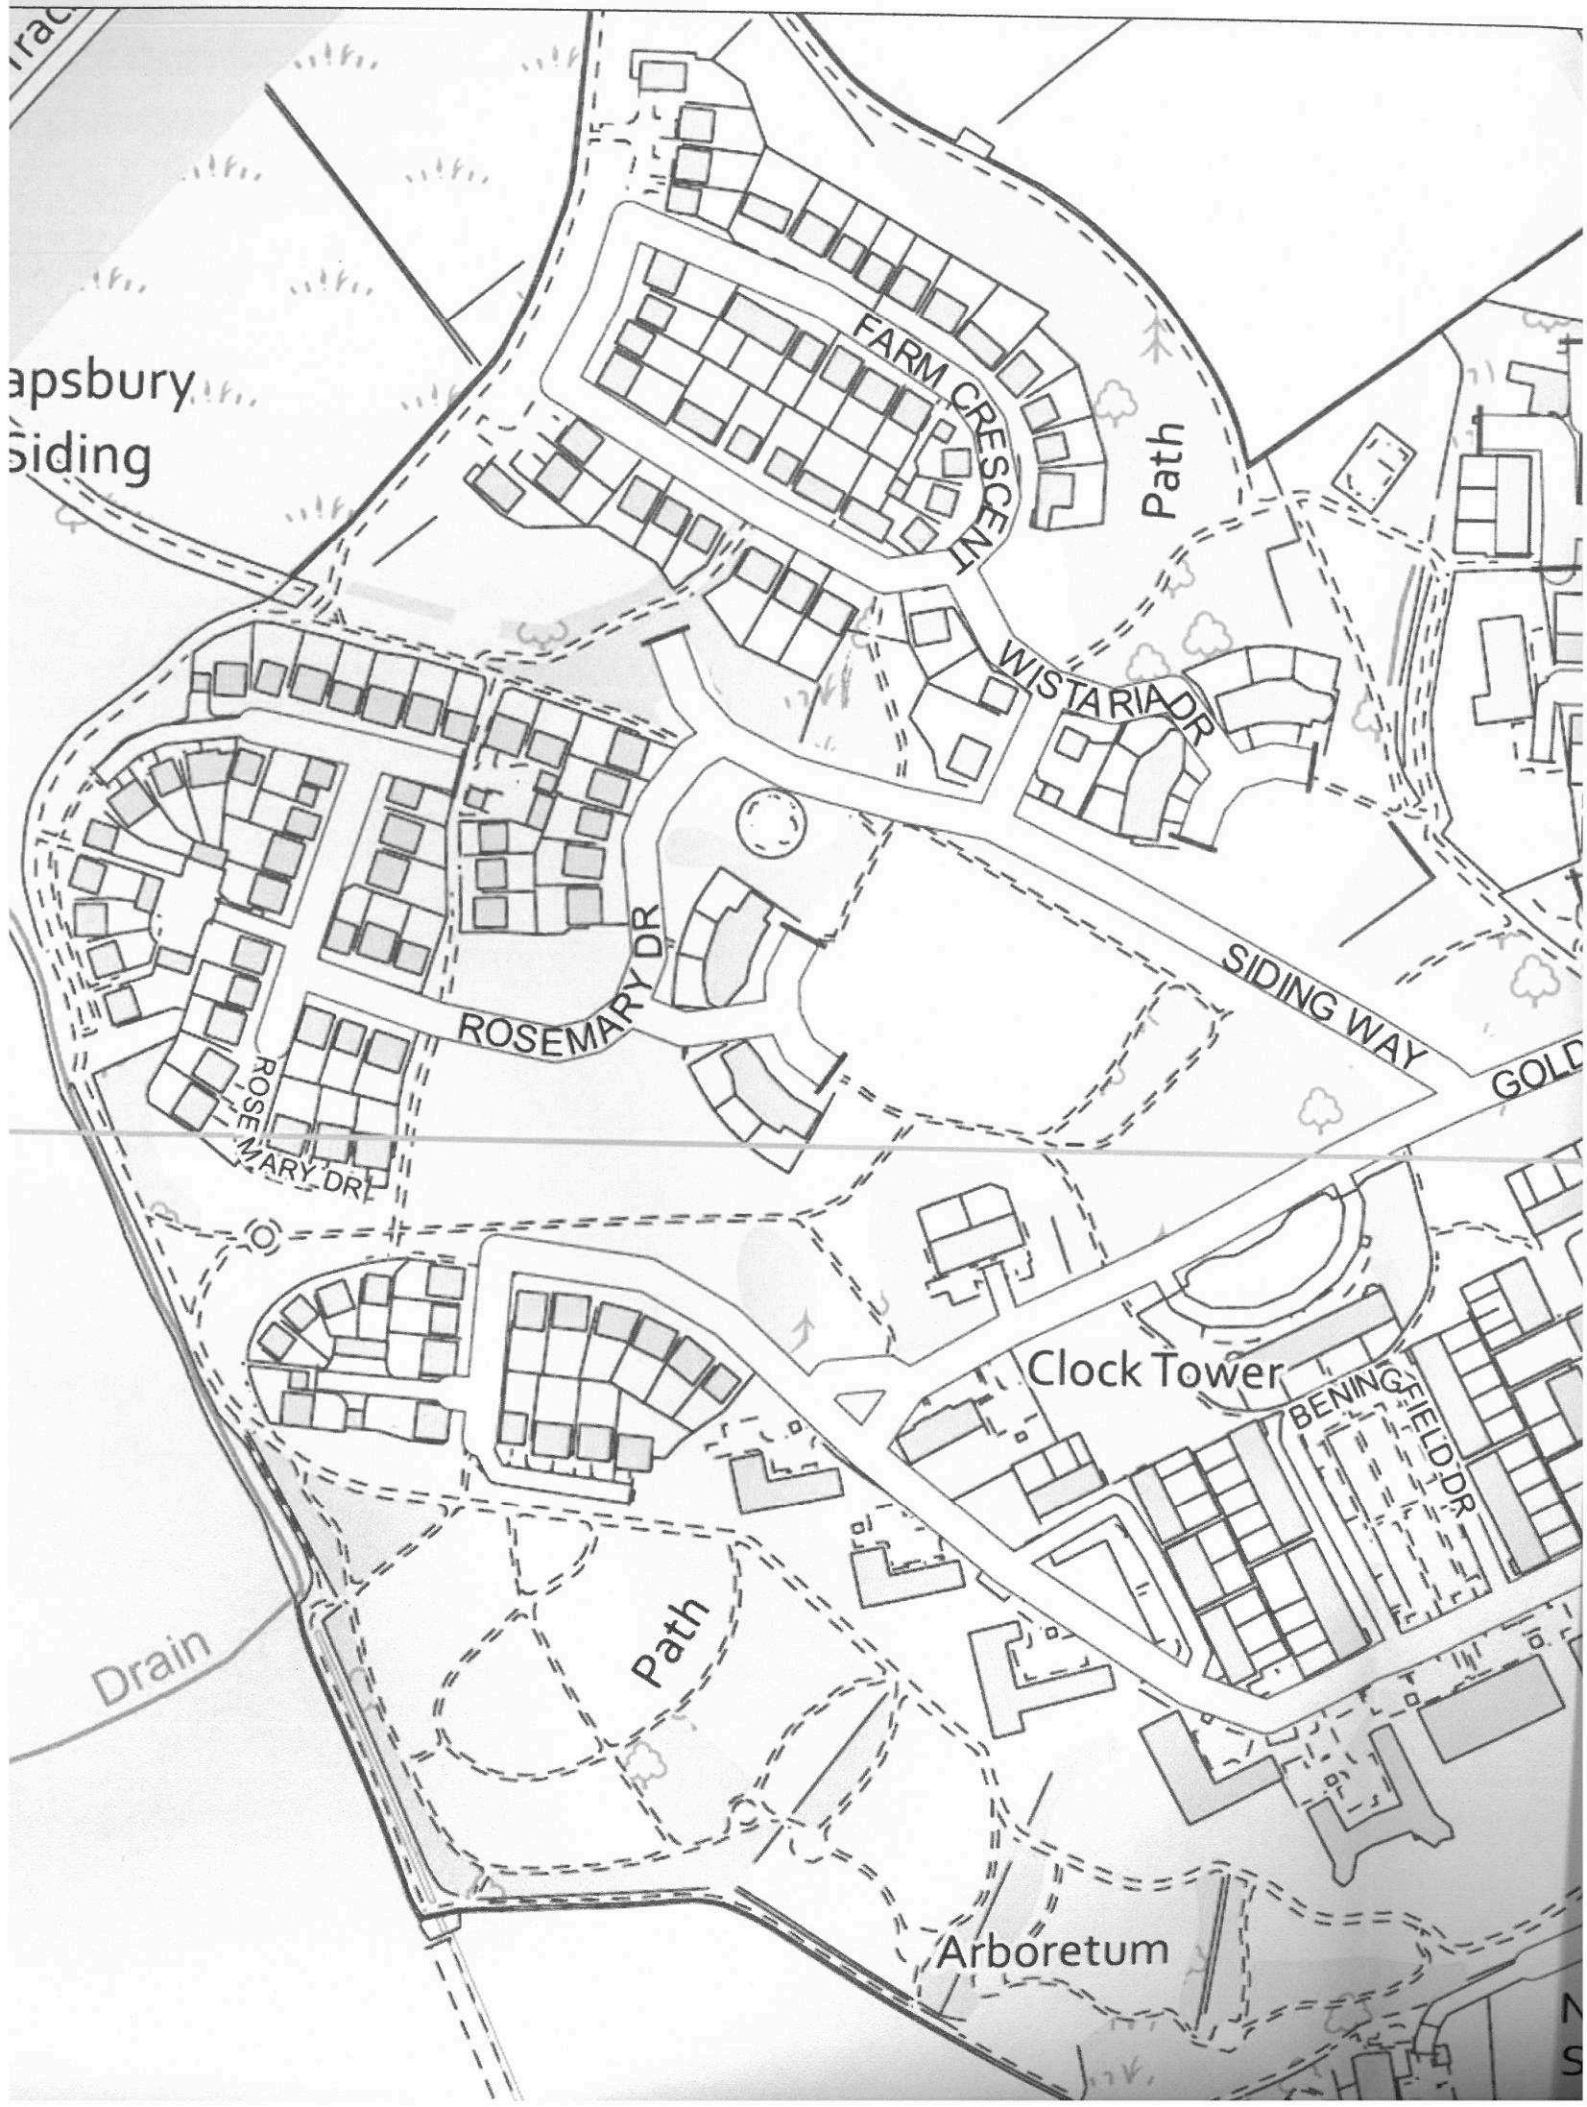 rac
apsbury
Siding
FARM CRESCENT
Path
WISTARIA DR
SIDING WAY
GOLD
ROSEMARY DR
ROSEMARY DR
Clock Tower
BENINGFIELD DR
Path
Drain
Arboretum
N
S